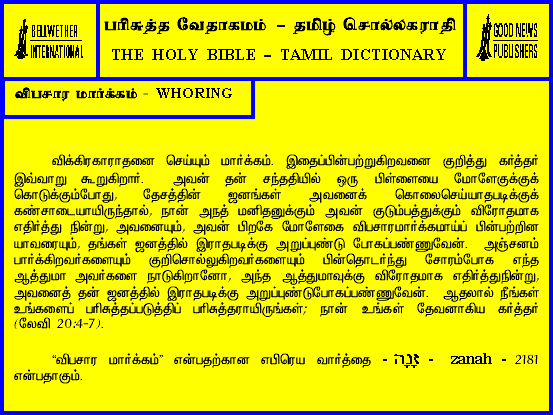 BELLWETHER
INTERNATIONAL
பரிசுத்த வேதாகமம் – தமிழ் சொல்லகராதி
THE HOLY BIBLE – TAMIL DICTIONARY
GOOD NEWS
PUBLISHERS
விபசார மார்க்கம் - WHORING
விக்கிரகாராதனை செய்யும் மார்க்கம். இதைப்பின்பற்றுகிறவனை குறித்து கர்த்தர்
இவ்வாறு கூறுகிறார். அவன் தன் சந்ததியில் ஒரு பிள்ளையை மோளேகுக்குக்
கொடுக்கும்போது, தேசத்தின் ஜனங்கள் அவனைக் கொலைசெய்யாதபடிக்குக்
கண்சாடையாயிருந்தால், நான் அநத் மனிதனுக்கும் அவன் குடும்பத்துக்கும் விரோதமாக
எதிர்த்து நின்று, அவனையும், அவன் பிறகே மோளேகை விபசாரமார்க்கமாய்ப் பின்பற்றின
யாவரையும், தங்கள் ஜனத்தில் இராதபடிக்கு அறுப்புண்டு போகப்பண்ணுவேன். அஞ்சனம்
பார்க்கிறவர்களையும் குறிசொல்லுகிறவர்களையும் பின்தொடர்ந்து சோரம்போக எந்த
ஆத்துமா அவர்களை நாடுகிறானோ, அந்த ஆத்துமாவுக்கு விரோதமாக எதிர்த்துநின்று,
அவனைத் தன் ஜனத்தில் இராதபடிக்கு அறுப்புண்டுபோகப்பண்ணுவேன். ஆதலால் நீங்கள்
உங்களைப் பரிசுத்தப்படுத்திப் பரிசுத்தராயிருங்கள்; நான் உங்கள் தேவனாகிய கர்த்தர்
(லேவி 20:4-7).
“விபசார மார்க்கம்” என்பதற்கான எபிரெய வார்த்தை - זָנָה - zanah - 2181
என்பதாகும்.